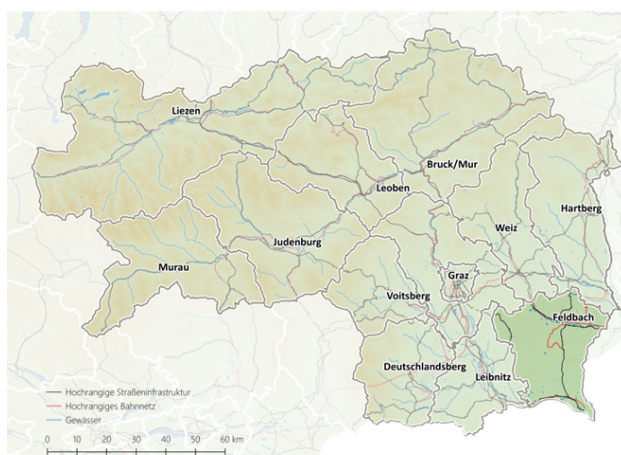 Liezen
Bruck/Mur
Leoben
Hartberg
Weiz
Judenburg
Murau
Graz
Voitsberg
Feldbach
Deutschlandsberg
Leibnitz
Hochrangige Straßeninfrastruktur
Hochrangiges Bahnnetz
Gewässer
0 10 20 30 40 50 60 km